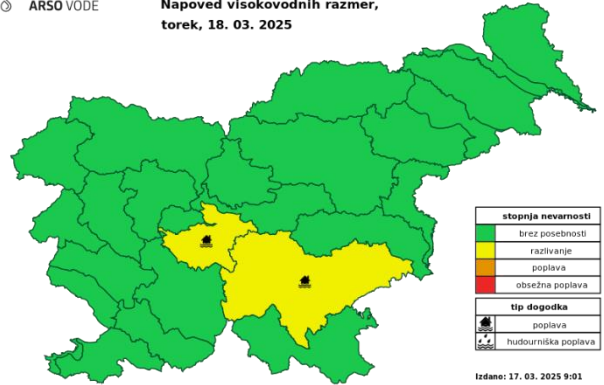 ARSO VODE
Napoved visokovodnih razmer,
torek, 18. 03. 2025
stopnja nevarnosti
brez posebnosti
razlivanje
poplava
obsežna poplava
tip dogodka
poplava
hudourniška poplava
Izdano: 17. 03. 2025 9:01